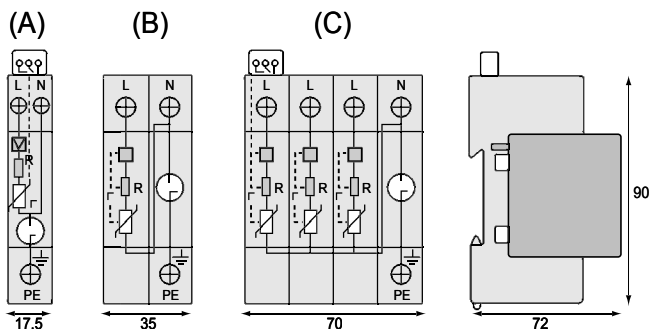 (A) (B) (C)
L N L N L L L N
R R R R R
90
PE PE PE
17.5 35 70 72